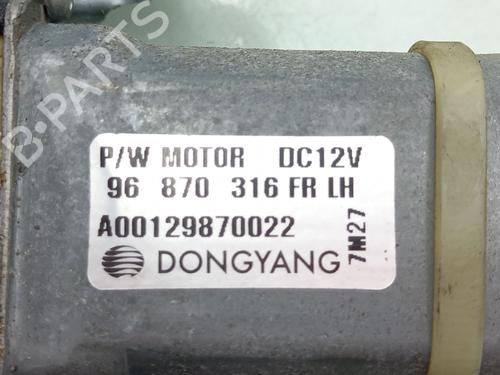 B-PARTS
P/W MOTOR DC12V
96 870 316 FR LH
A00129870022
7M27
DONGYANG